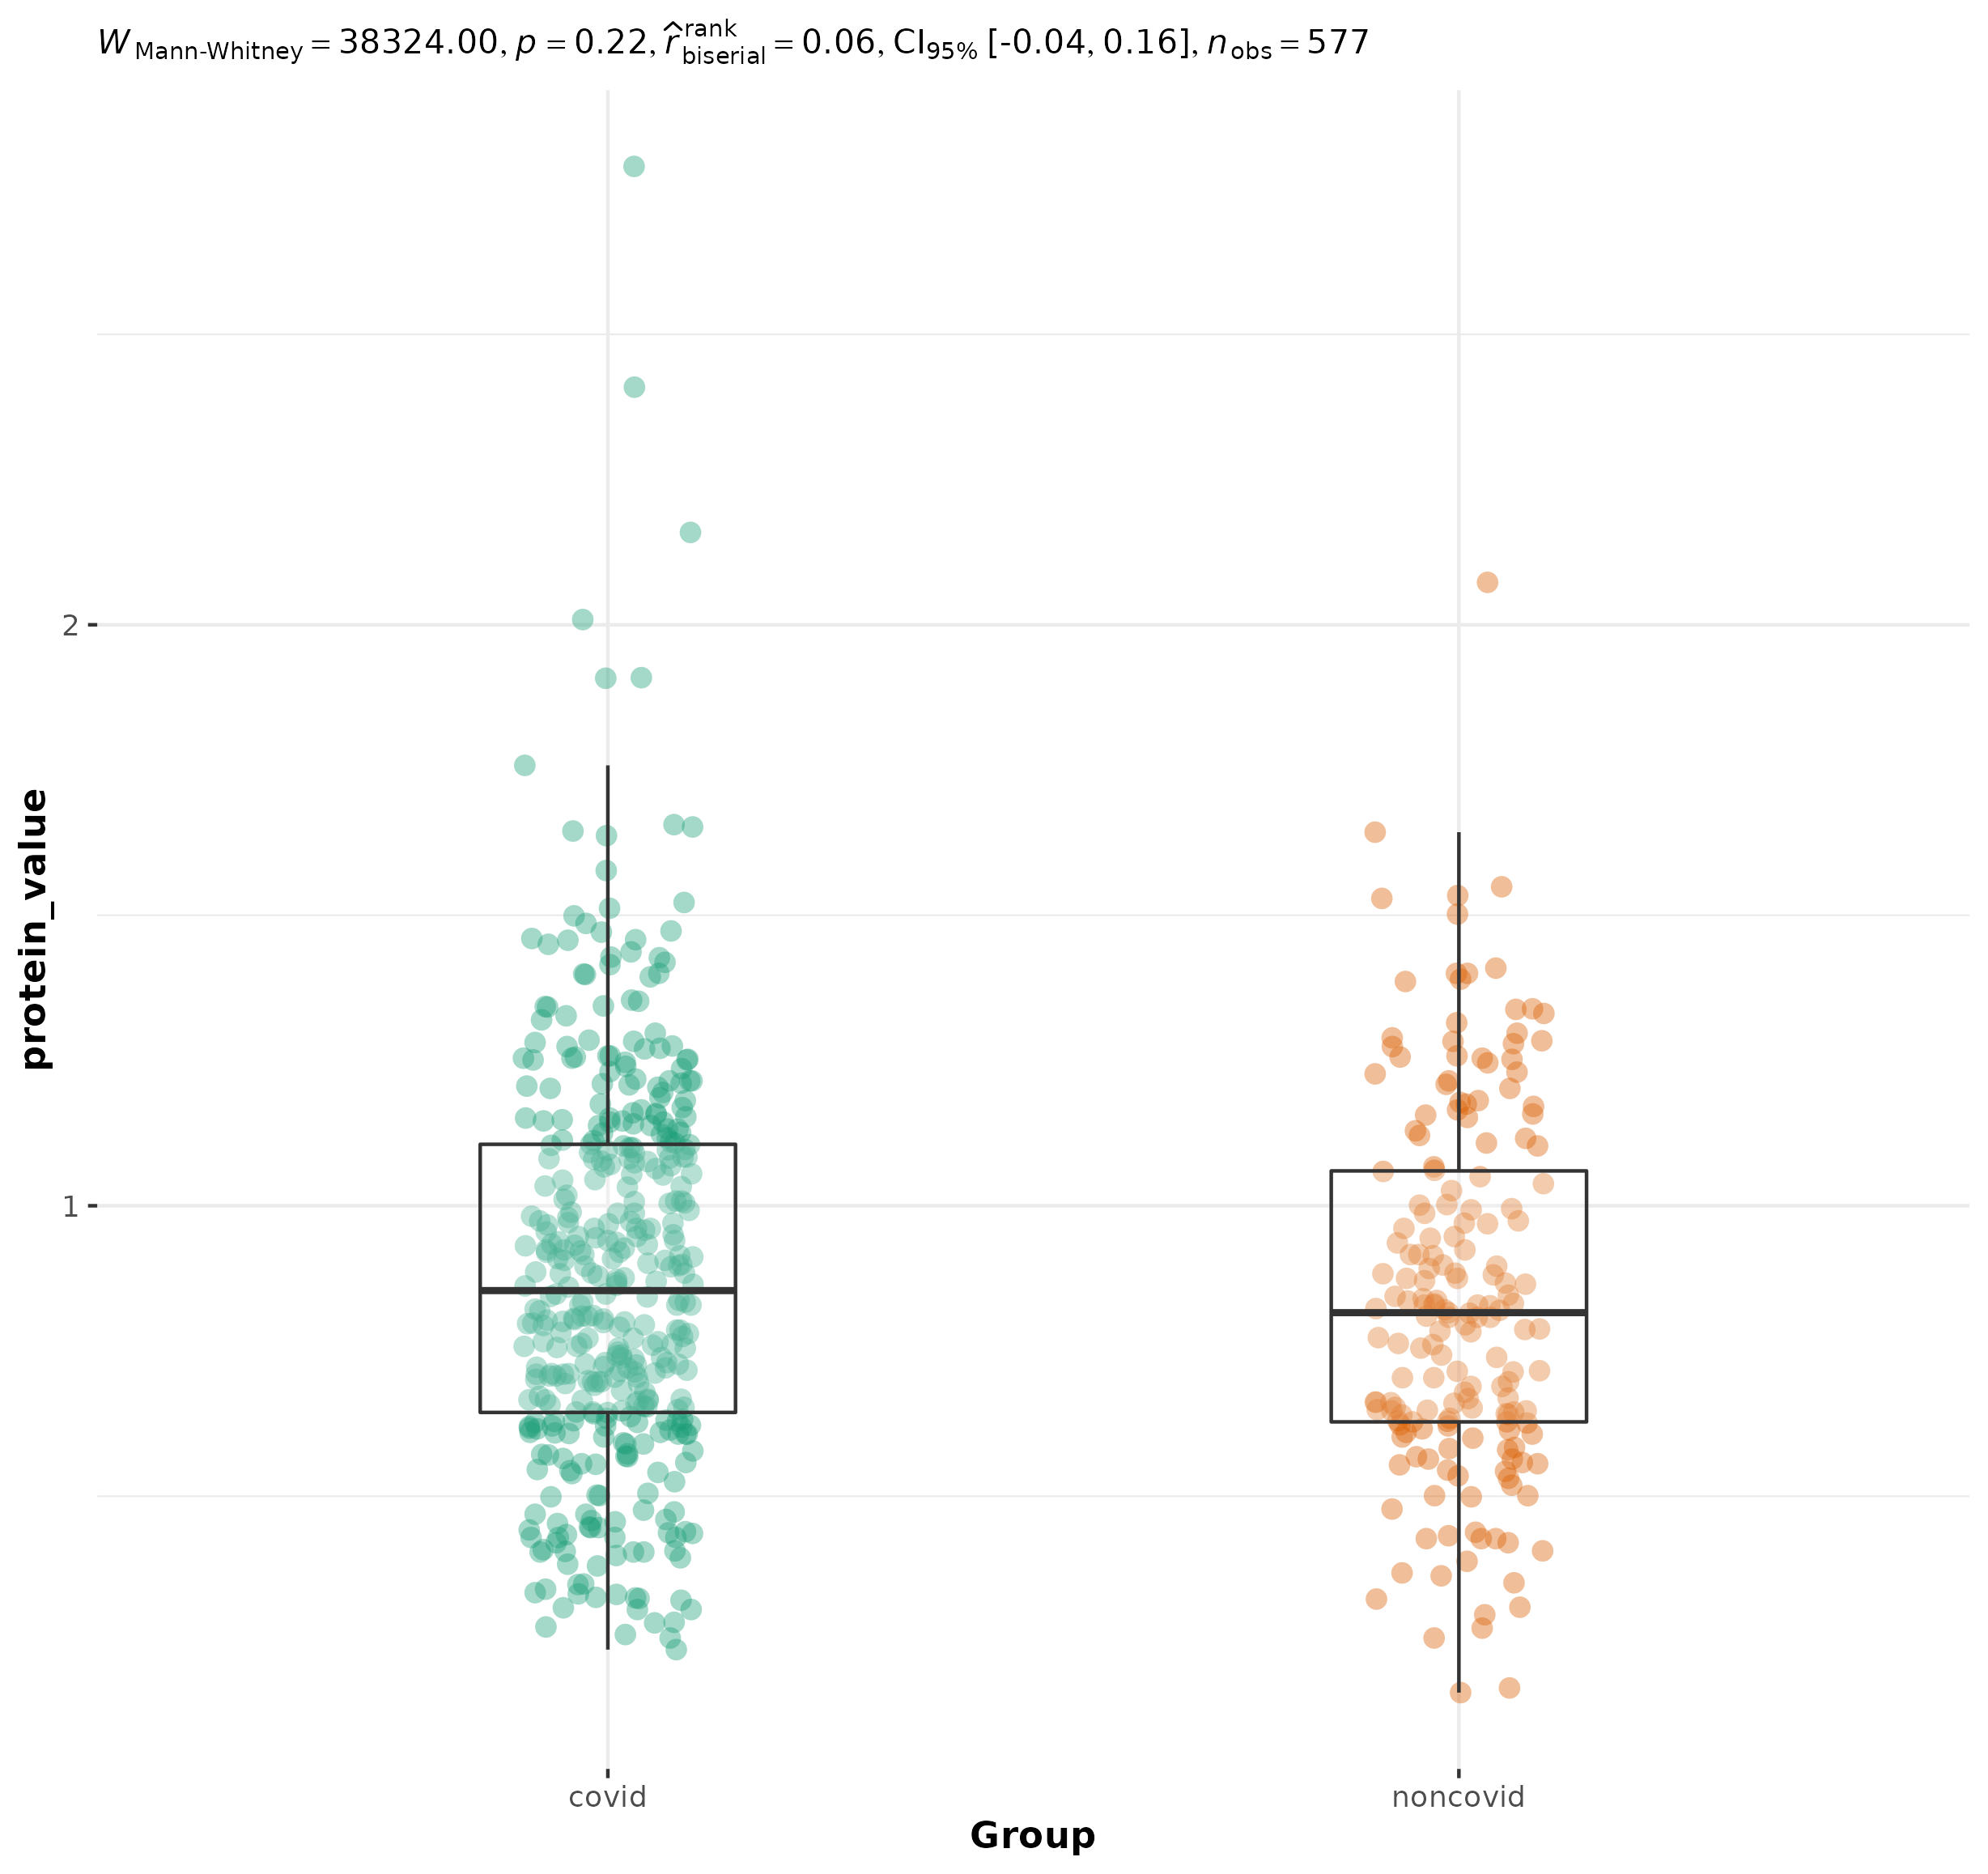 W Mann-Whitney = 38324.00, p = 0.22, r̂ rank biserial = 0.06, CI95% [-0.04, 0.16], n obs = 577
2
1
protein_value
covid noncovid
Group